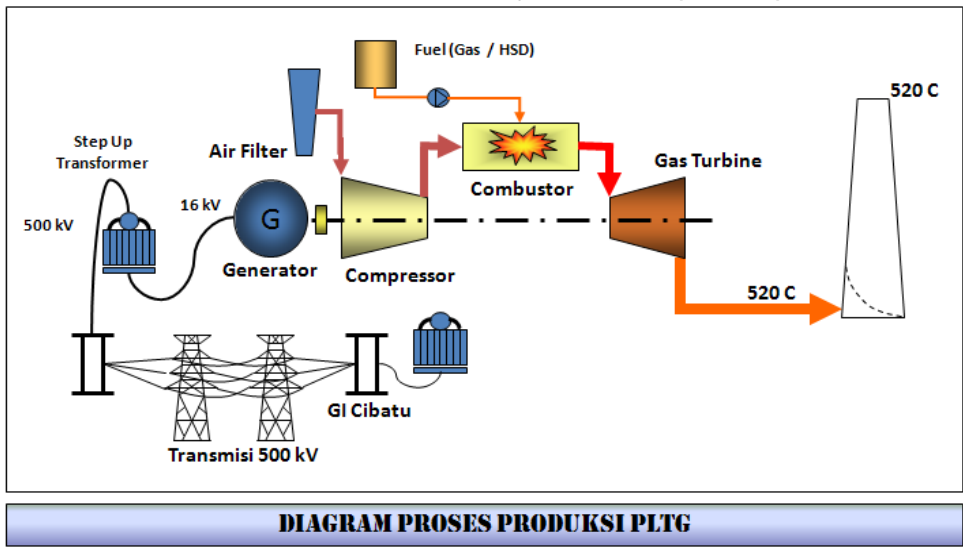 Fuel (Gas / HSD)
520 C
Step Up
Transformer
Air Filter
Gas Turbine
Combustor
16 kV
500 kV
G
Generator
Compressor
520 C
GI Cibatu
Transmisi 500 kV
DIAGRAM PROSES PRODUKSI PLTG